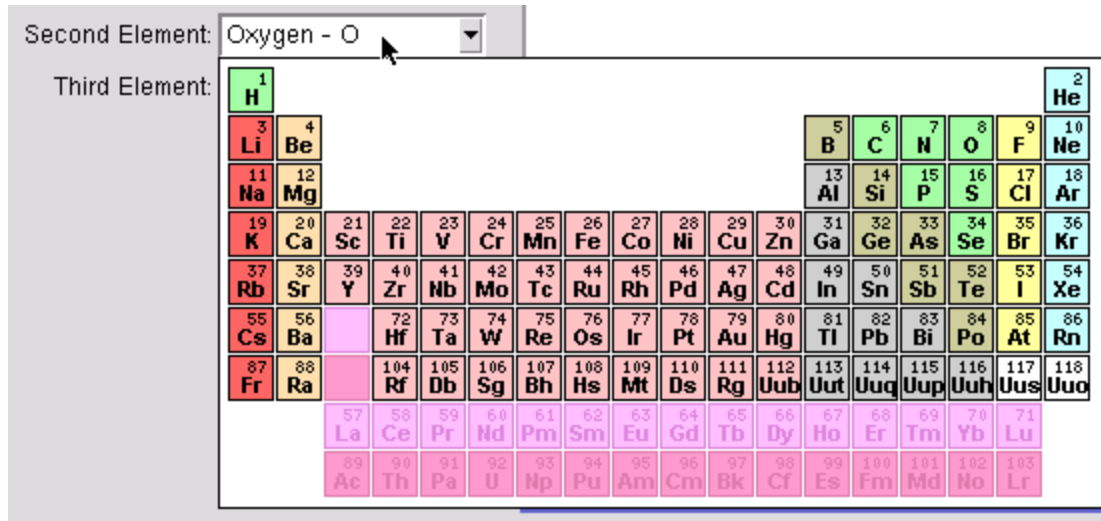 Second Element: Oxygen - O
Third Element:
1 2
H He
3 4 5 6 7 8 9 10
Li Be B C N O F Ne
11 12 13 14 15 16 17 18
Na Mg Al Si P S Cl Ar
19 20 21 22 23 24 25 26 27 28 29 30 31 32 33 34 35 36
K Ca Sc Ti V Cr Mn Fe Co Ni Cu Zn Ga Ge As Se Br Kr
37 38 39 40 41 42 43 44 45 46 47 48 49 50 51 52 53 54
Rb Sr Y Zr Nb Mo Tc Ru Rh Pd Ag Cd In Sn Sb Te I Xe
55 56 72 73 74 75 76 77 78 79 80 81 82 83 84 85 86
Cs Ba Hf Ta W Re Os Ir Pt Au Hg Tl Pb Bi Po At Rn
87 88 104 105 106 107 108 109 110 111 112 113 114 115 116 117 118
Fr Ra Rf Db Sg Bh Hs Mt Ds Rg Uub Uut Uuq Uup Uuh Uus Uuo
57 58 59 60 61 62 63 64 65 66 67 68 69 70 71
La Ce Pr Nd Pm Sm Eu Gd Tb Dy Ho Er Tm Yb Lu
89 90 91 92 93 94 95 96 97 98 99 100 101 102 103
Ac Th Pa U Np Pu Am Cm Bk Cf Es Fm Md No Lr